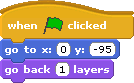 when clicked
go to x: 0 y: -95
go back 1 layers